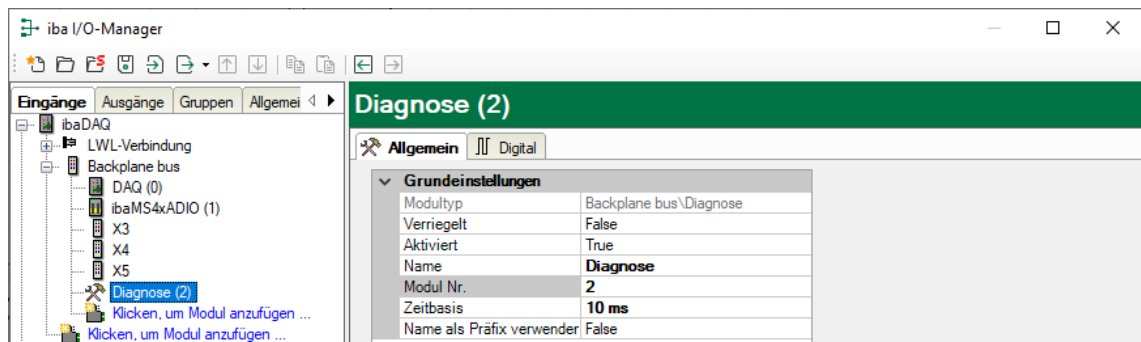 iba I/O-Manager
Eingänge Ausgänge Gruppen Allgemei
Diagnose (2)
ibaDAQ
LWL-Verbindung
Backplane bus
DAQ (0)
ibaMS4xADIO (1)
X3
X4
X5
Diagnose (2)
Klicken, um Modul anzufügen ...
Klicken, um Modul anzufügen ...
Allgemein Digital
Grundeinstellungen
Modultyp Backplane bus\Diagnose
Verriegelt False
Aktiviert True
Name Diagnose
Modul Nr. 2
Zeitbasis 10 ms
Name als Präfix verwender False